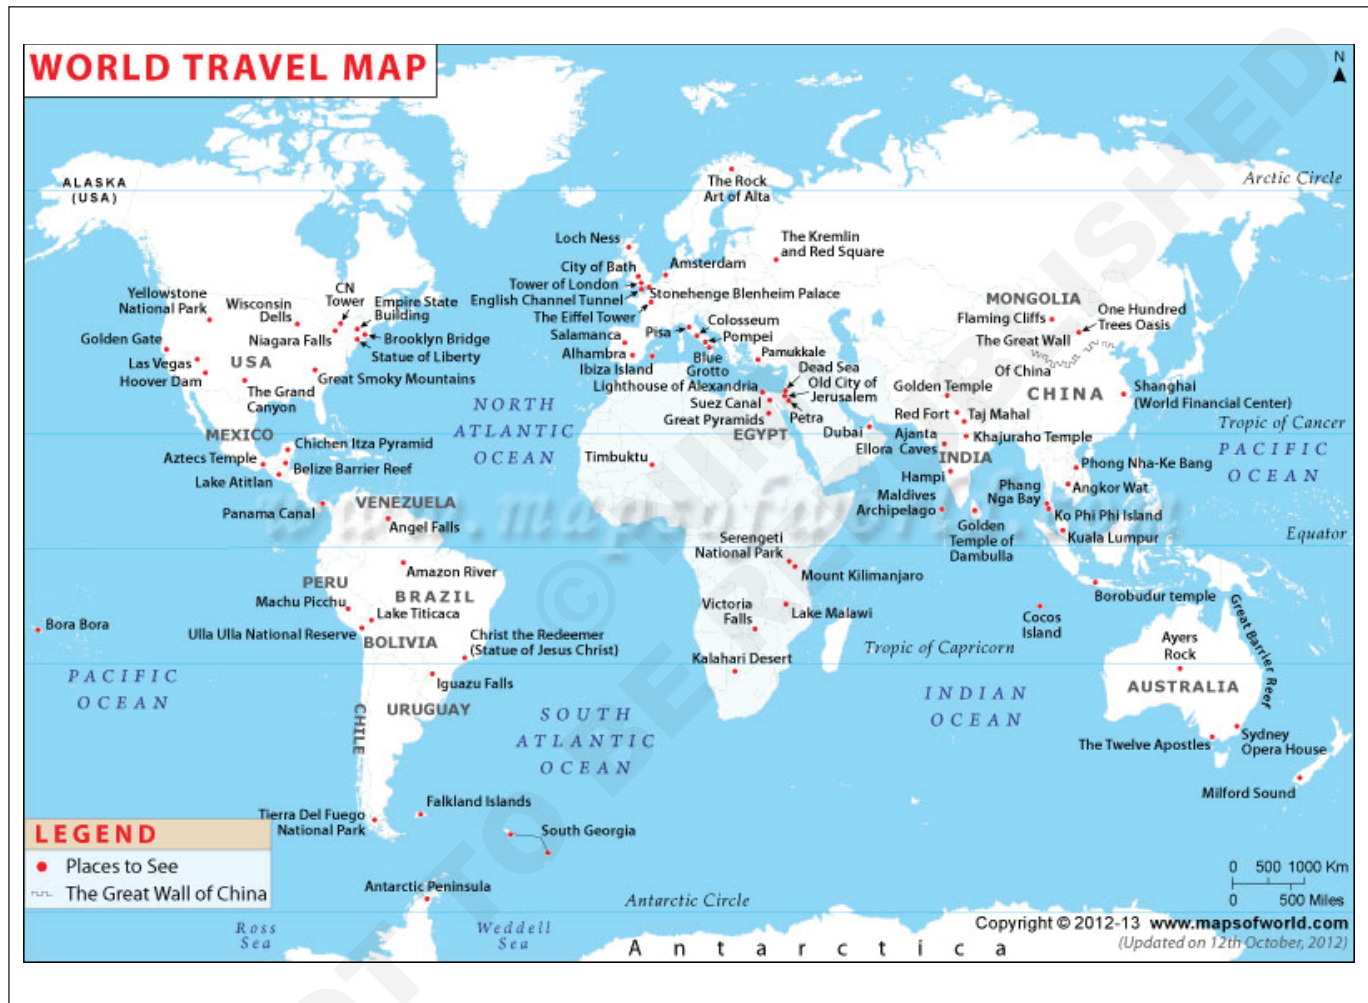 WORLD TRAVEL MAP
N
ALASKA
(USA)
Arctic Circle
The Rock
Art of Alta
Loch Ness
The Kremlin
and Red Square
City of Bath
Amsterdam
Tower of London
English Channel Tunnel
Stonehenge Blenheim Palace
The Eiffel Tower
Yellowstone
National Park
Wisconsin
Dells
CN
Tower
Empire State
Building
Golden Gate
Niagara Falls
Brooklyn Bridge
Las Vegas
USA
Statue of Liberty
Hoover Dam
The Grand
Canyon
Great Smoky Mountains
Salamanca
Pisa
Colosseum
Pompei
Alhambra
Ibiza Island
Blue
Grotto
Pamukkale
Dead Sea
Lighthouse of Alexandria
Old City of
Jerusalem
Suez Canal
Great Pyramids
Petra
EGYPT
MONGOLIA
Flaming Cliffs
One Hundred
Trees Oasis
The Great Wall
Of China
CHINA
Shanghai
(World Financial Center)
Golden Temple
Red Fort
Taj Mahal
Dubai
Ajanta
Ellora Caves
Khajuraho Temple
INDIA
Tropic of Cancer
NORTH
ATLANTIC
OCEAN
PACIFIC
OCEAN
MEXICO
Chichen Itza Pyramid
Aztecs Temple
Belize Barrier Reef
Lake Atitlan
Timbuktu
Hampi
Phong Nha-Ke Bang
Angkor Wat
Phang
Nga Bay
Maldives
Archipelago
Ko Phi Phi Island
Golden
Temple of
Dambulla
Kuala Lumpur
Panama Canal
VENEZUELA
Angel Falls
Equator
Serengeti
National Park
Mount Kilimanjaro
Amazon River
PERU
BRAZIL
Machu Picchu
Lake Titicaca
Victoria
Falls
Lake Malawi
Borobudur temple
Cocos
Island
Great Barrier Reef
Bora Bora
Ulla Ulla National Reserve
BOLIVIA
Christ the Redeemer
(Statue of Jesus Christ)
Tropic of Capricorn
Ayers
Rock
Kalahari Desert
Iguazu Falls
PACIFIC
OCEAN
CHILE
URUGUAY
SOUTH
ATLANTIC
OCEAN
INDIAN
OCEAN
AUSTRALIA
Sydney
Opera House
The Twelve Apostles
Milford Sound
Falkland Islands
Tierra Del Fuego
National Park
South Georgia
LEGEND
Places to See
The Great Wall of China
Antarctic Peninsula
Antarctic Circle
Ross
Sea
Weddell
Sea
Antarctica
0 500 1000 Km
0 500 Miles
Copyright © 2012-13 www.mapsofworld.com
(Updated on 12th October, 2012)